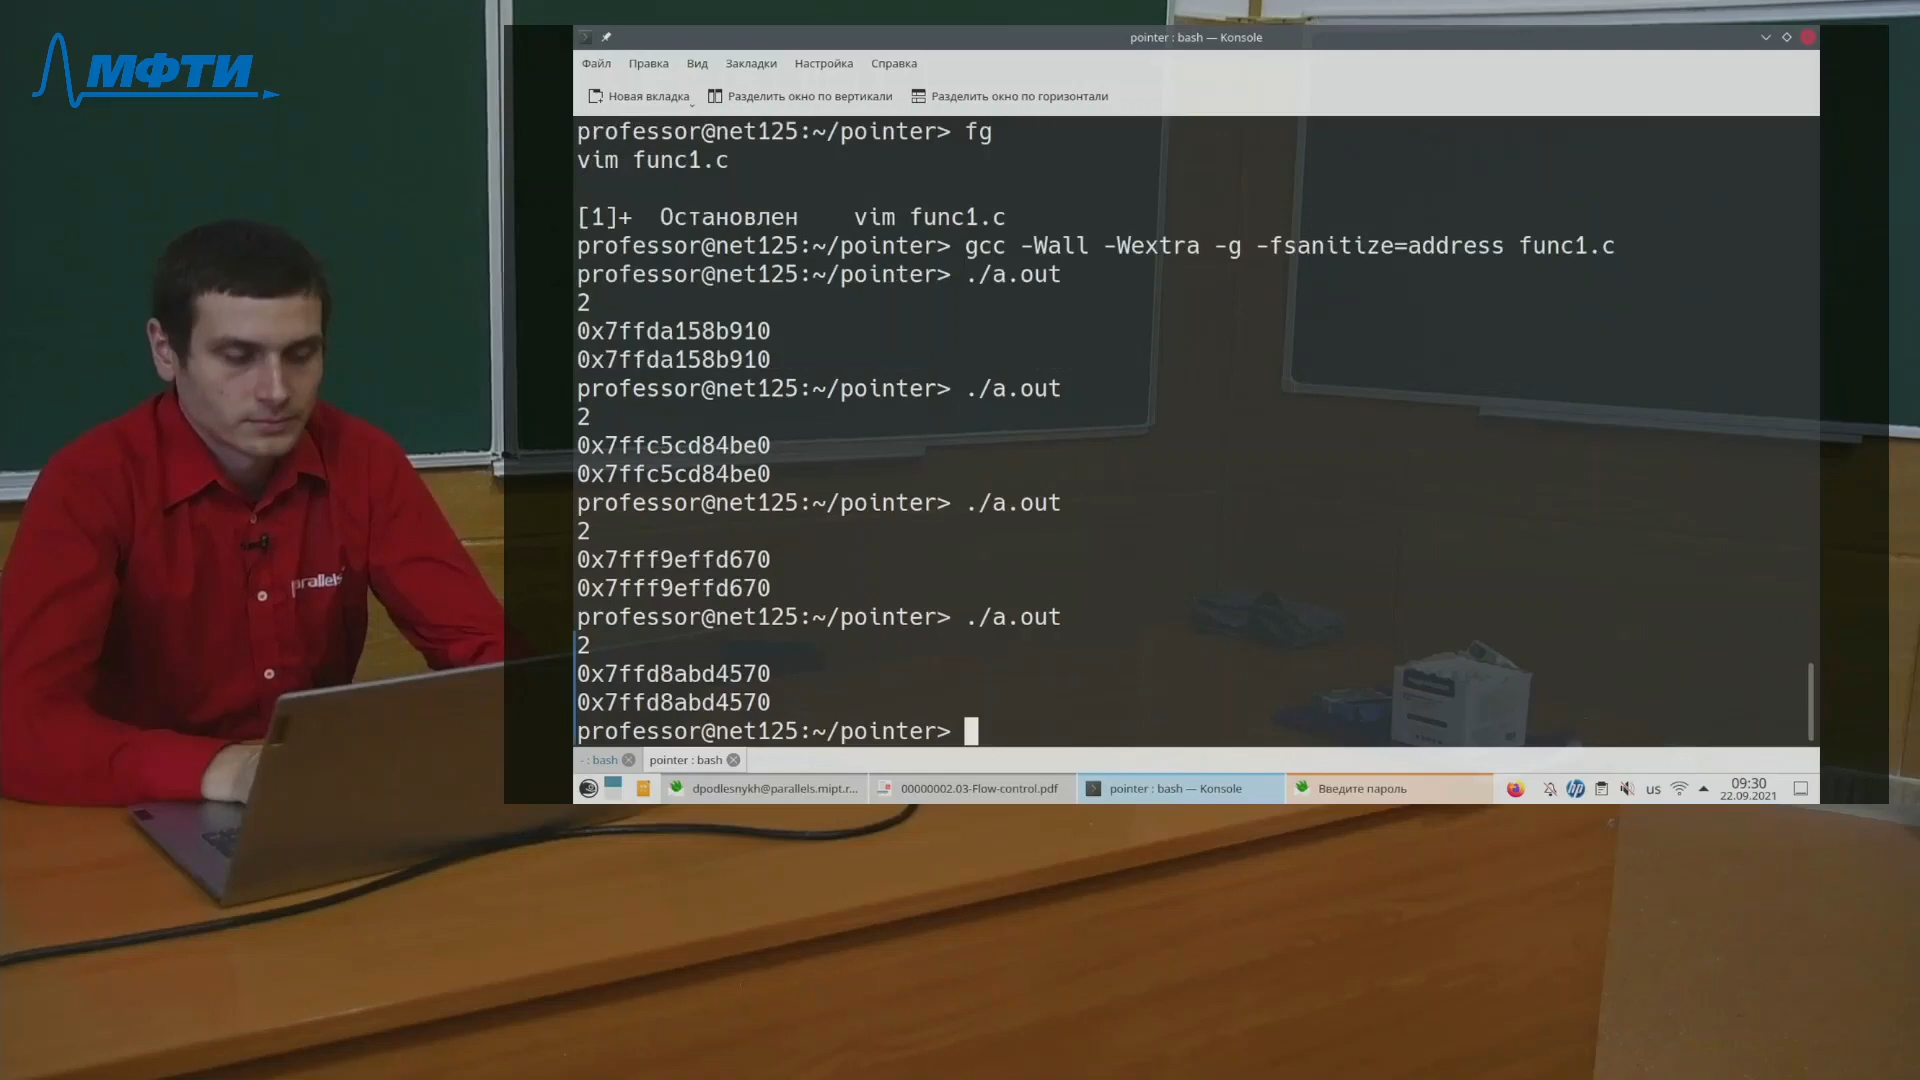 МФТИ
pointer : bash — Konsole
Файл Правка Вид Закладки Настройка Справка
Новая вкладка Разделить окно по вертикали Разделить окно по горизонтали
professor@net125:~/pointer> fg
vim func1.c
[1]+ Остановлен vim func1.c
professor@net125:~/pointer> gcc -Wall -Wextra -g -fsanitize=address func1.c
professor@net125:~/pointer> ./a.out
2
0x7ffda158b910
0x7ffda158b910
professor@net125:~/pointer> ./a.out
2
0x7ffc5cd84be0
0x7ffc5cd84be0
professor@net125:~/pointer> ./a.out
2
0x7fff9effd670
0x7fff9effd670
professor@net125:~/pointer> ./a.out
2
0x7ffd8abd4570
0x7ffd8abd4570
professor@net125:~/pointer>
- : bash pointer : bash
dpodlesnykh@parallels.mipt.r... 00000002.03-Flow-control.pdf pointer : bash — Konsole Введите пароль us 09:30
22.09.2021
parallels